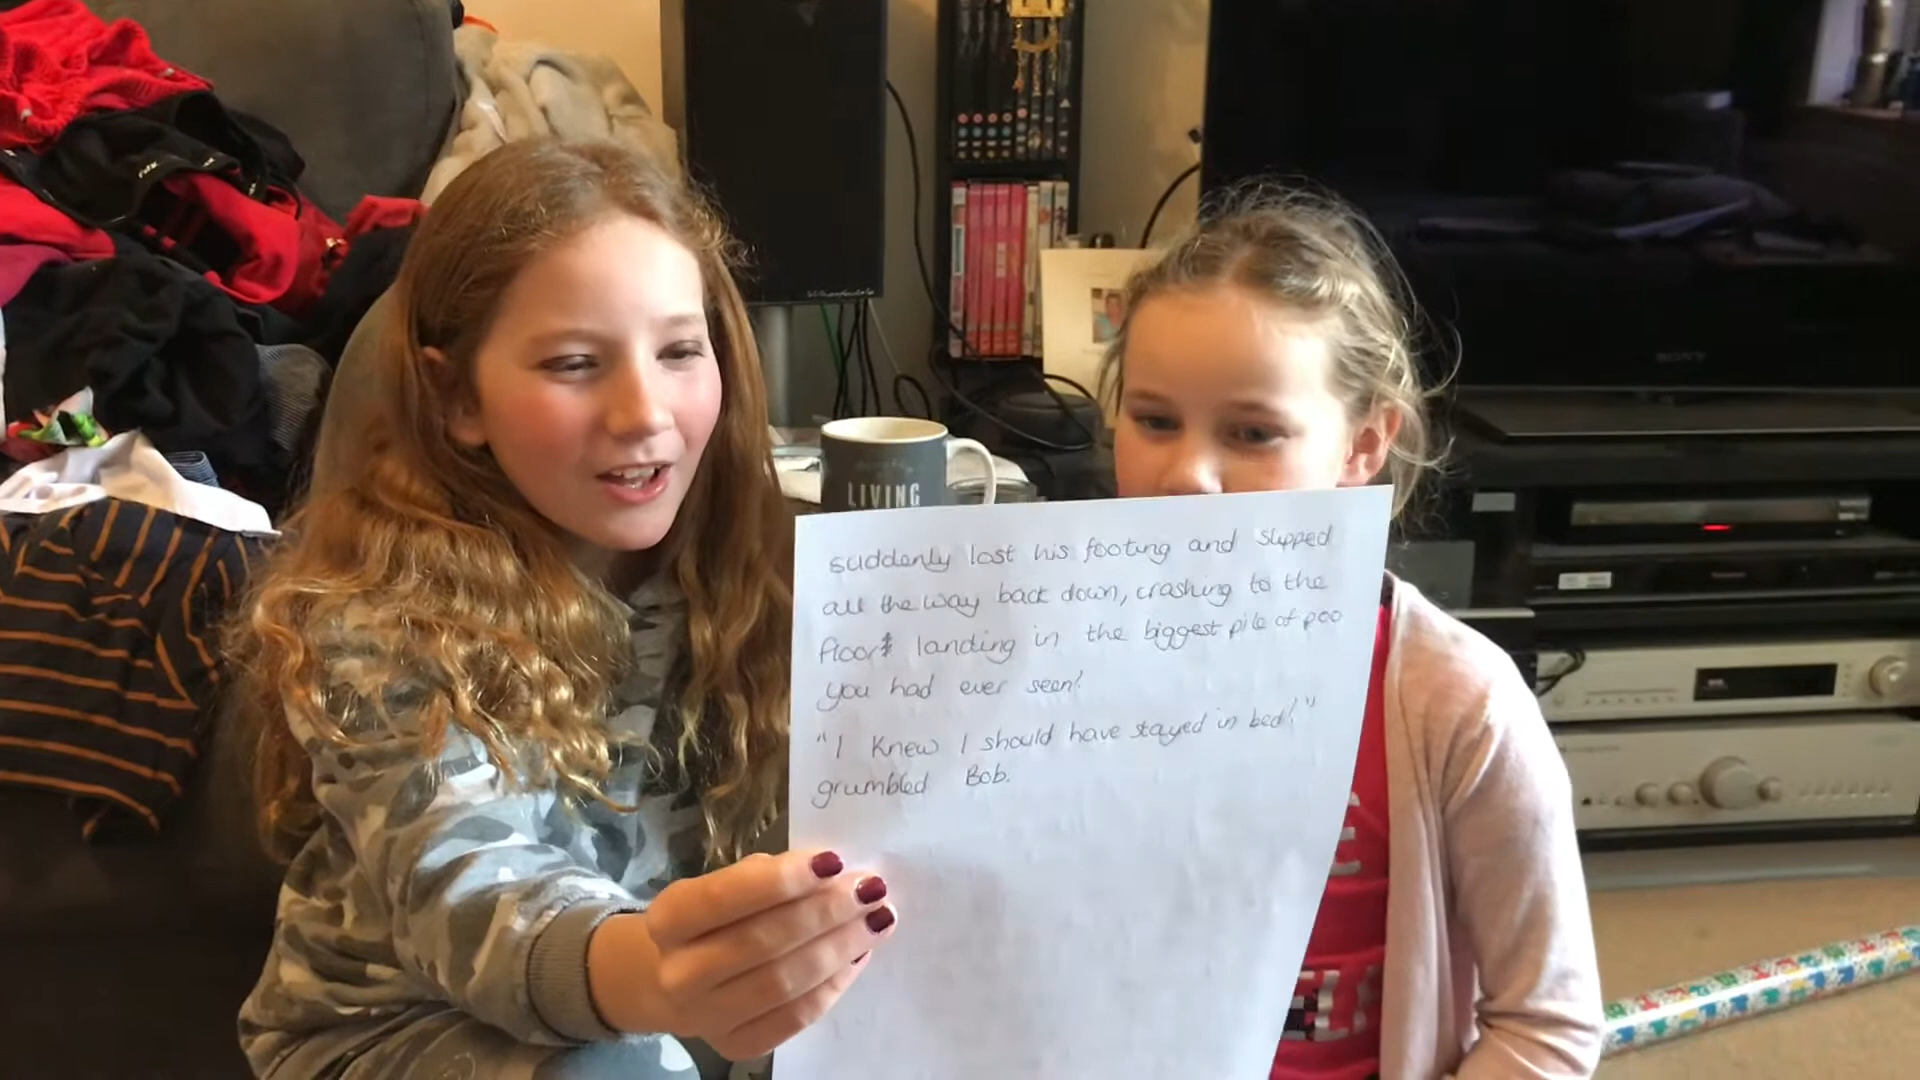 LIVING
SONY
suddenly lost his footing and slipped
all the way back down, crashing to the
floor landing in the biggest pile of poo
you had ever seen!
"I knew I should have stayed in bed!"
grumbled Bob.